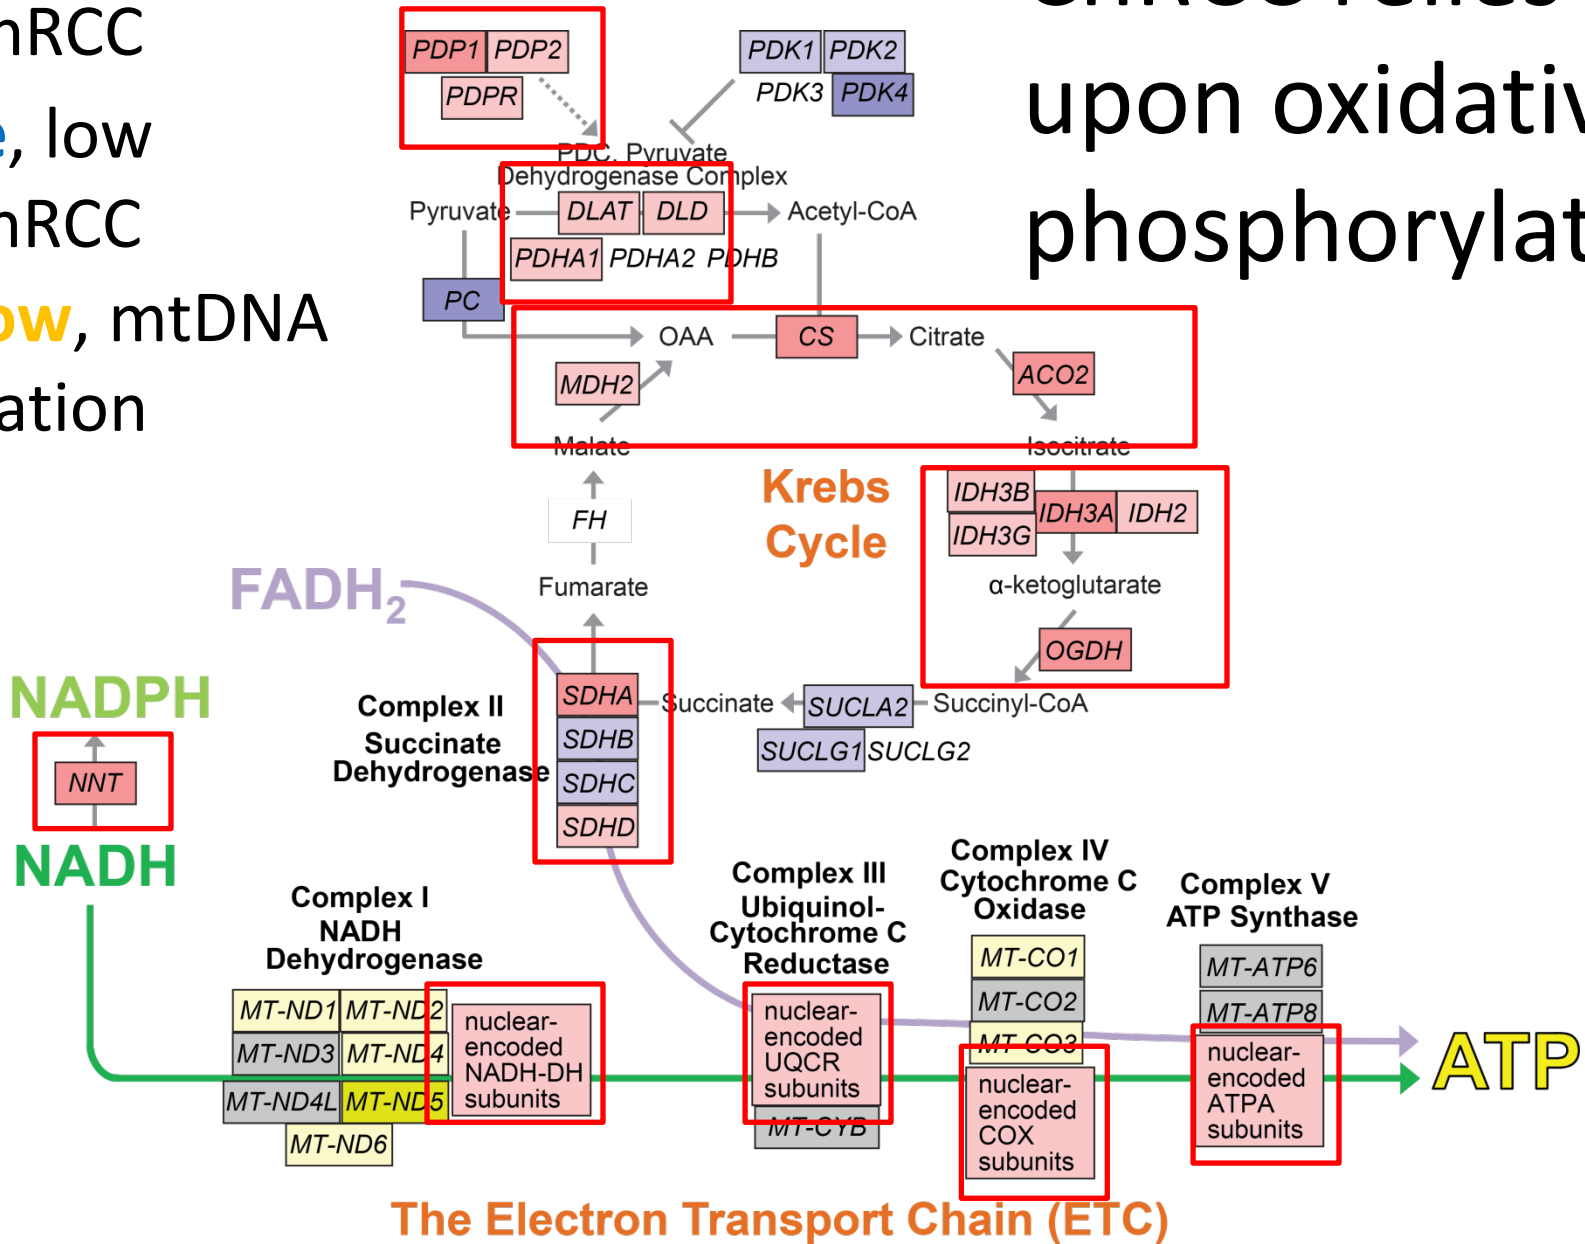 nRCC
e, low
nRCC
ow, mtDNA
ation
upon oxidativ
phosphorylat
PDP1 PDP2
PDPR
PDK1 PDK2
PDK3 PDK4
PDC, Pyruvate
Dehydrogenase Complex
Pyruvate DLAT DLD Acetyl-CoA
PDHA1 PDHA2 PDHB
PC
OAA CS Citrate
MDH2 ACO2
Malate Isocitrate
Krebs
Cycle
IDH3B
IDH3A IDH2
IDH3G
FH
α-ketoglutarate
Fumarate
FADH2
OGDH
NADPH
Complex II
Succinate
Dehydrogenase
SDHA Succinate SUCLA2 Succinyl-CoA
SDHB SUCLG1 SUCLG2
SDHC
SDHD
NNT
NADH
Complex I
NADH
Dehydrogenase
Complex III
Ubiquinol-
Cytochrome C
Reductase
Complex IV
Cytochrome C
Oxidase
Complex V
ATP Synthase
MT-ND1 MT-ND2
MT-ND3 MT-ND4
MT-ND4L MT-ND5
MT-ND6
nuclear-
encoded
NADH-DH
subunits
nuclear-
encoded
UQCR
subunits
MT-CYB
MT-CO1
MT-CO2
MT-CO3
nuclear-
encoded
COX
subunits
MT-ATP6
MT-ATP8
nuclear-
encoded
ATPA
subunits
ATP
The Electron Transport Chain (ETC)